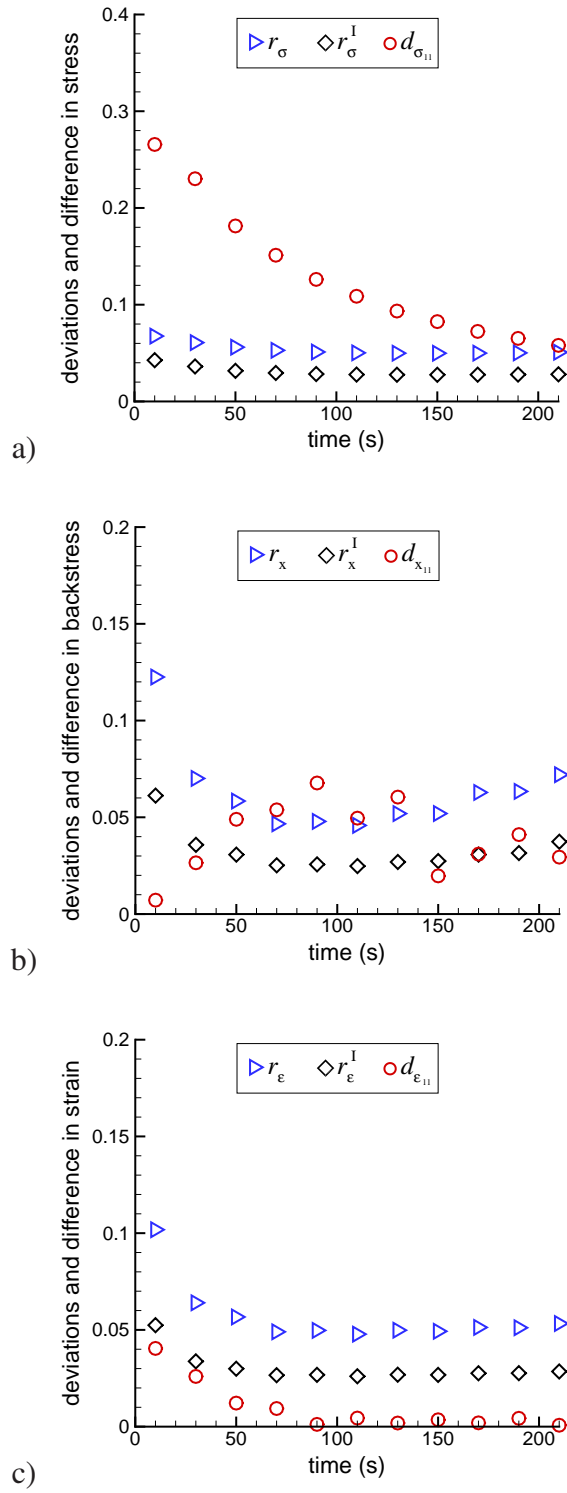 r_σ r_σ^I d_σ₁₁
deviations and difference in stress
0.4
0.3
0.2
0.1
0
0 50 100 150 200
time (s)
a)
r_x r_x^I d_x₁₁
deviations and difference in backstress
0.2
0.15
0.1
0.05
0
0 50 100 150 200
time (s)
b)
r_ε r_ε^I d_ε₁₁
deviations and difference in strain
0.2
0.15
0.1
0.05
0
0 50 100 150 200
time (s)
c)